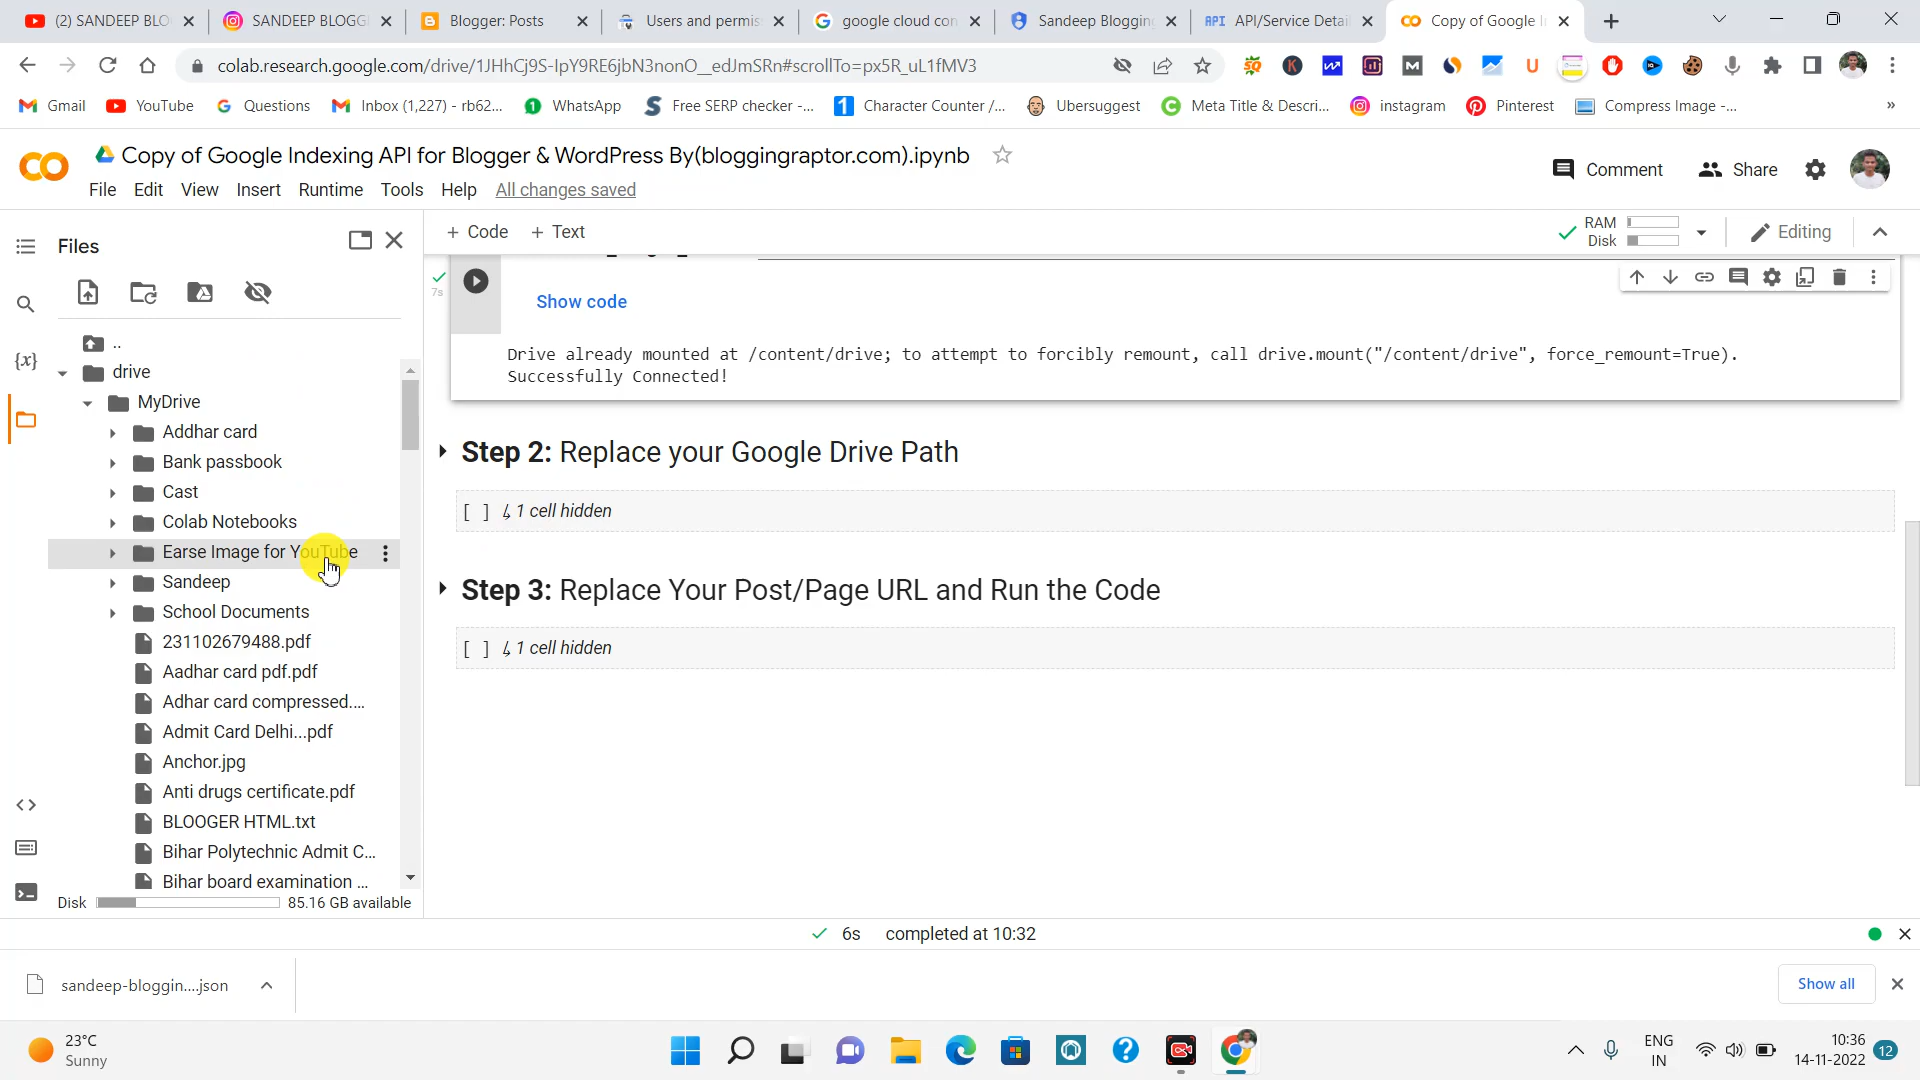 (2) SANDEEP BLO
SANDEEP BLOGG
Blogger: Posts
Users and permis
google cloud con
Sandeep Blogging
API API/Service Detai
Copy of Google I
colab.research.google.com/drive/1JHhCj9S-IpY9RE6jbN3nonO__edJmSRn#scrollTo=px5R_uL1fMV3
Gmail
YouTube
Questions
Inbox (1,227) - rb62...
WhatsApp
Free SERP checker -...
Character Counter /...
Ubersuggest
Meta Title & Descri...
instagram
Pinterest
Compress Image -...
»
Copy of Google Indexing API for Blogger & WordPress By(bloggingraptor.com).ipynb
File Edit View Insert Runtime Tools Help All changes saved
Comment
Share
Files
+ Code + Text
RAM
Disk
Editing
7s
Show code
Drive already mounted at /content/drive; to attempt to forcibly remount, call drive.mount("/content/drive", force_remount=True).
Successfully Connected!
Step 2: Replace your Google Drive Path
[ ] ↳ 1 cell hidden
Step 3: Replace Your Post/Page URL and Run the Code
[ ] ↳ 1 cell hidden
{x}
..
drive
MyDrive
Addhar card
Bank passbook
Cast
Colab Notebooks
Earse Image for YouTube
Sandeep
School Documents
231102679488.pdf
Aadhar card pdf.pdf
Adhar card compressed....
Admit Card Delhi...pdf
Anchor.jpg
Anti drugs certificate.pdf
BLOOGER HTML.txt
Bihar Polytechnic Admit C...
Bihar board examination ...
Disk
85.16 GB available
6s completed at 10:32
sandeep-bloggin....json
Show all
23°C
Sunny
ENG
IN
10:36
14-11-2022
12